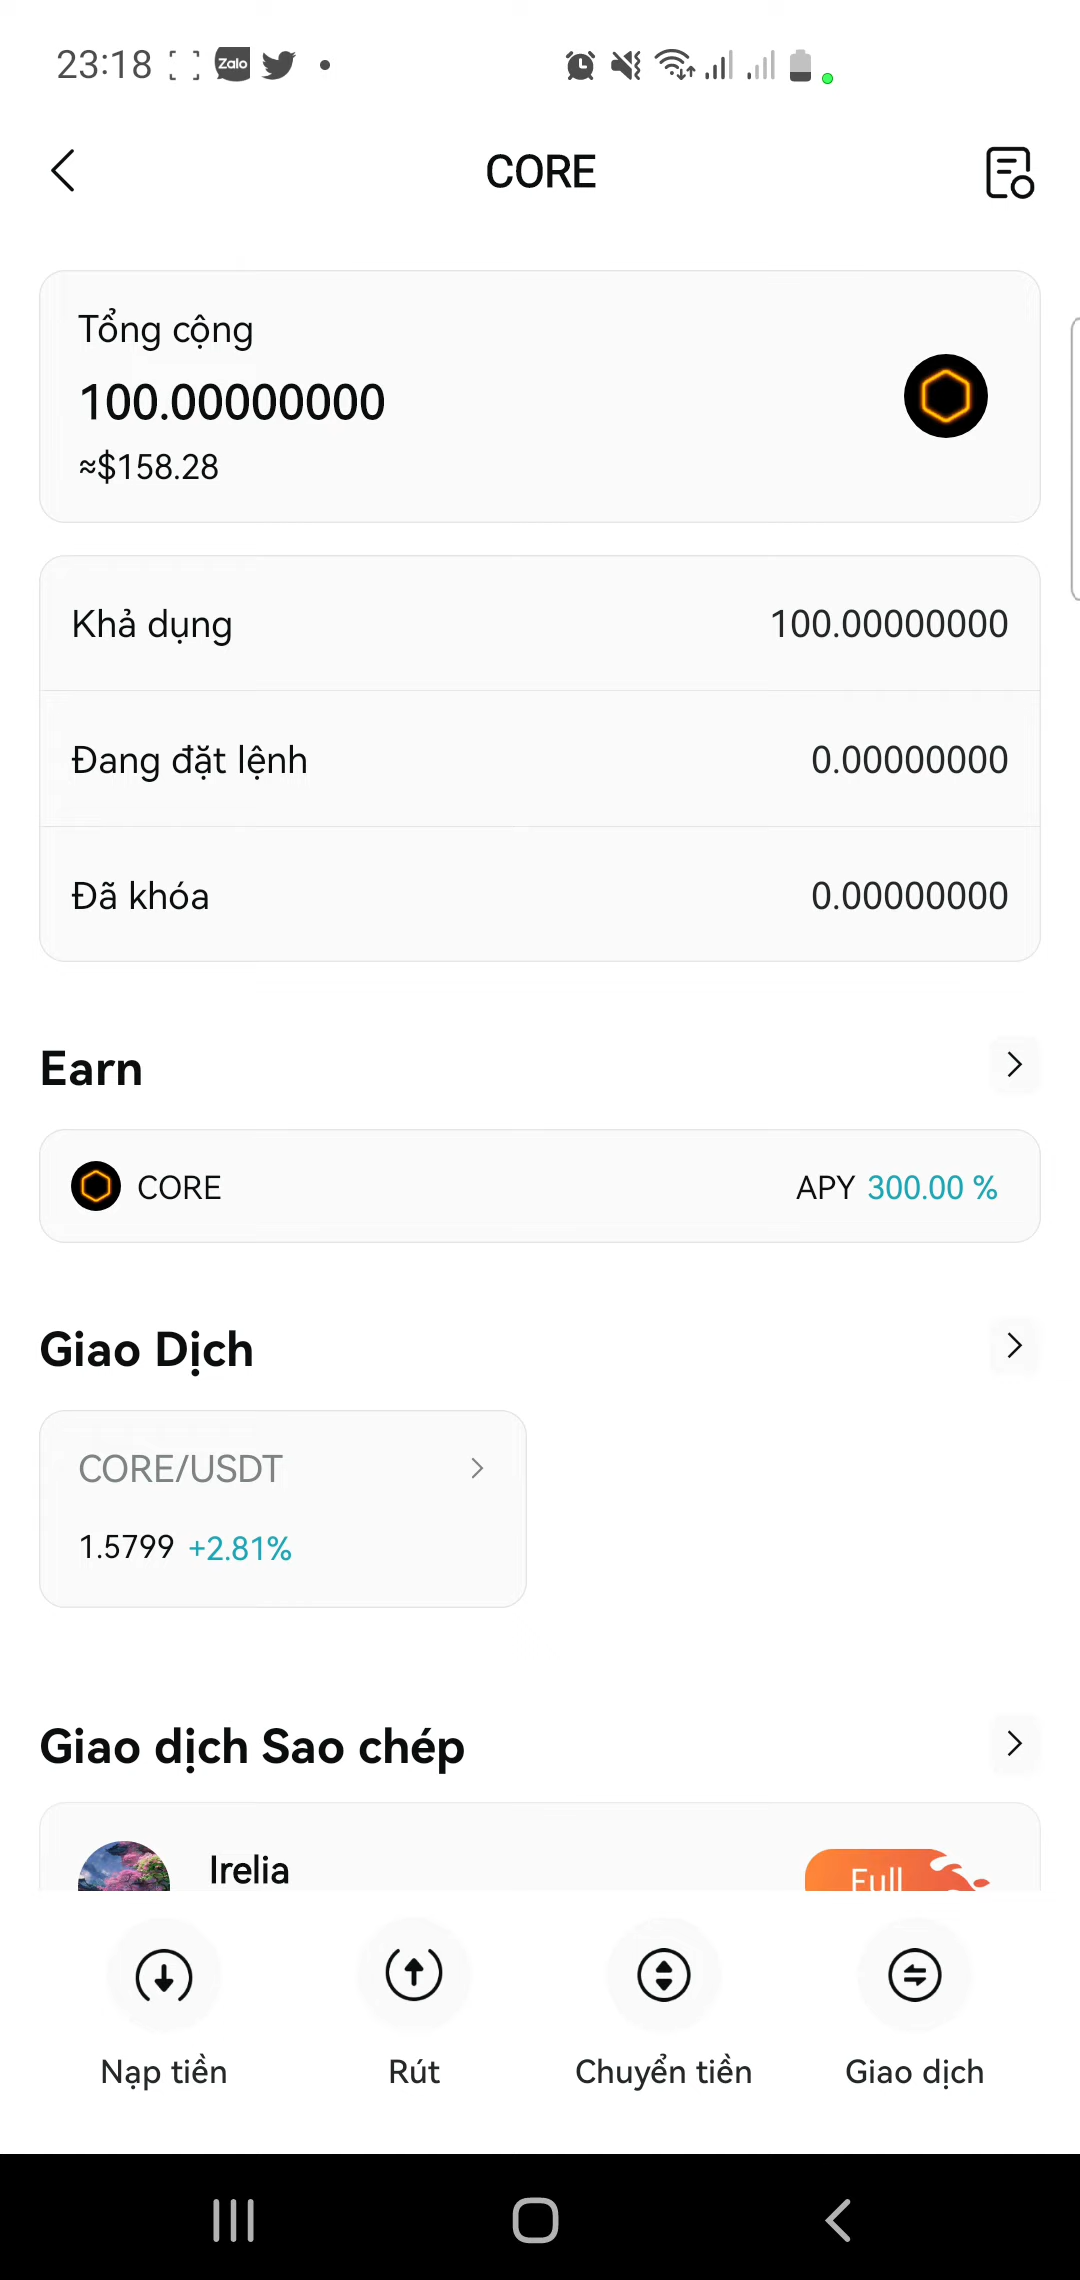 23:18 Zalo
CORE
Tổng cộng
100.00000000
≈$158.28
Khả dụng 100.00000000
Đang đặt lệnh 0.00000000
Đã khóa 0.00000000
Earn
CORE APY 300.00 %
Giao Dịch
CORE/USDT
1.5799 +2.81%
Giao dịch Sao chép
Irelia Full
Nạp tiền Rút Chuyển tiền Giao dịch